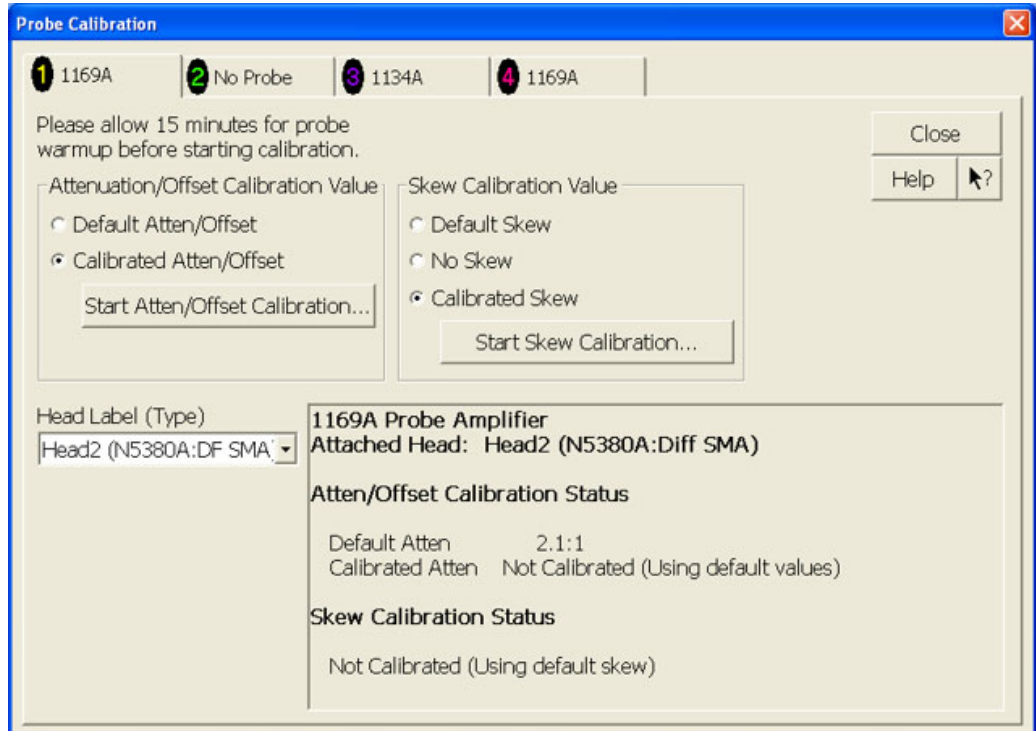 Probe Calibration
1 1169A
2 No Probe
3 1134A
4 1169A
Please allow 15 minutes for probe
warmup before starting calibration.
Close
Help
?
Attenuation/Offset Calibration Value
Default Atten/Offset
Calibrated Atten/Offset
Start Atten/Offset Calibration...
Skew Calibration Value
Default Skew
No Skew
Calibrated Skew
Start Skew Calibration...
Head Label (Type)
Head2 (N5380A:DF SMA)
1169A Probe Amplifier
Attached Head: Head2 (N5380A:Diff SMA)
Atten/Offset Calibration Status
Default Atten 2.1:1
Calibrated Atten Not Calibrated (Using default values)
Skew Calibration Status
Not Calibrated (Using default skew)